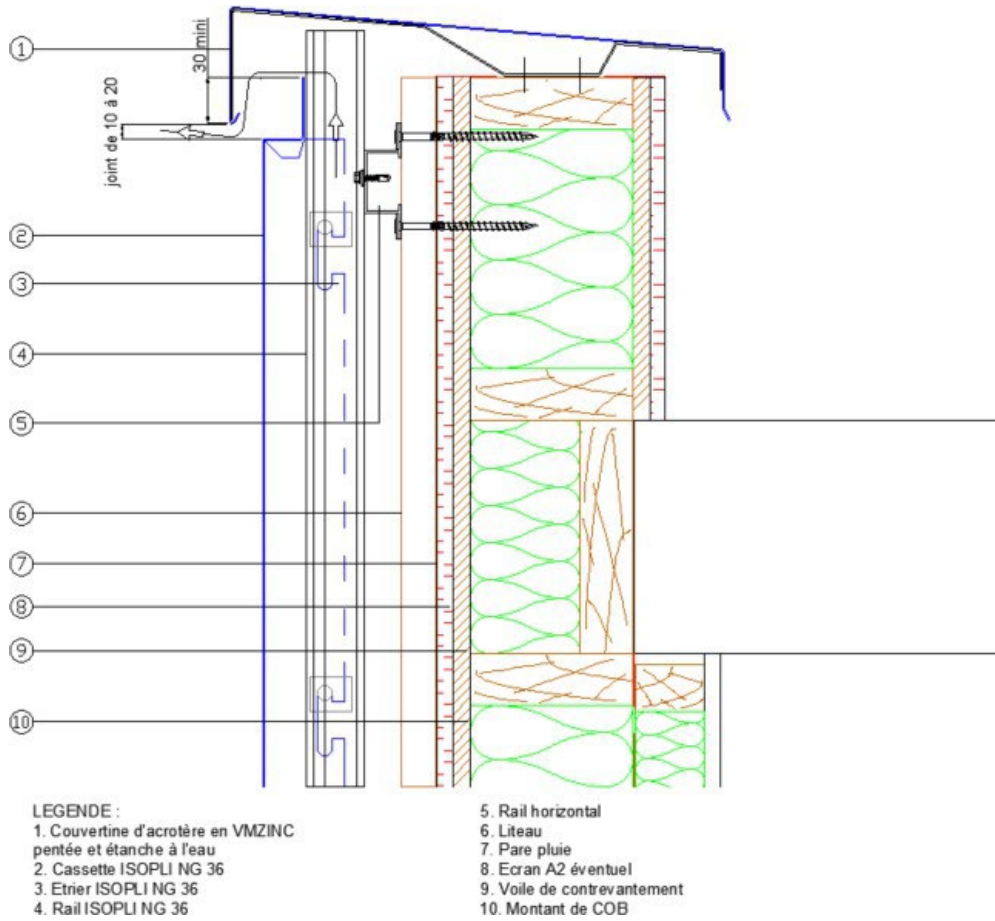 1
30 mini
joint de 10 à 20
2
3
4
5
6
7
8
9
10
LEGENDE :
1. Couvertine d'acrotère en VMZINC
pentée et étanche à l'eau
2. Cassette ISOPLI NG 36
3. Etrier ISOPLI NG 36
4. Rail ISOPLI NG 36
5. Rail horizontal
6. Liteau
7. Pare pluie
8. Ecran A2 éventuel
9. Voile de contrevantement
10. Montant de COB